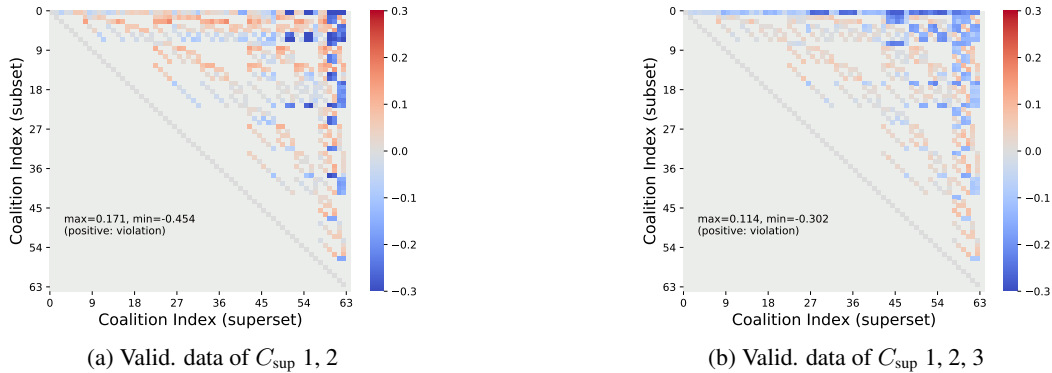 0
9
18
27
36
45
54
63
Coalition Index (subset)
0 9 18 27 36 45 54 63
Coalition Index (superset)
max=0.171, min=-0.454
(positive: violation)
0.3
0.2
0.1
0.0
−0.1
−0.2
−0.3
(a) Valid. data of C_sup 1, 2
0
9
18
27
36
45
54
63
Coalition Index (subset)
0 9 18 27 36 45 54 63
Coalition Index (superset)
max=0.114, min=-0.302
(positive: violation)
0.3
0.2
0.1
0.0
−0.1
−0.2
−0.3
(b) Valid. data of C_sup 1, 2, 3